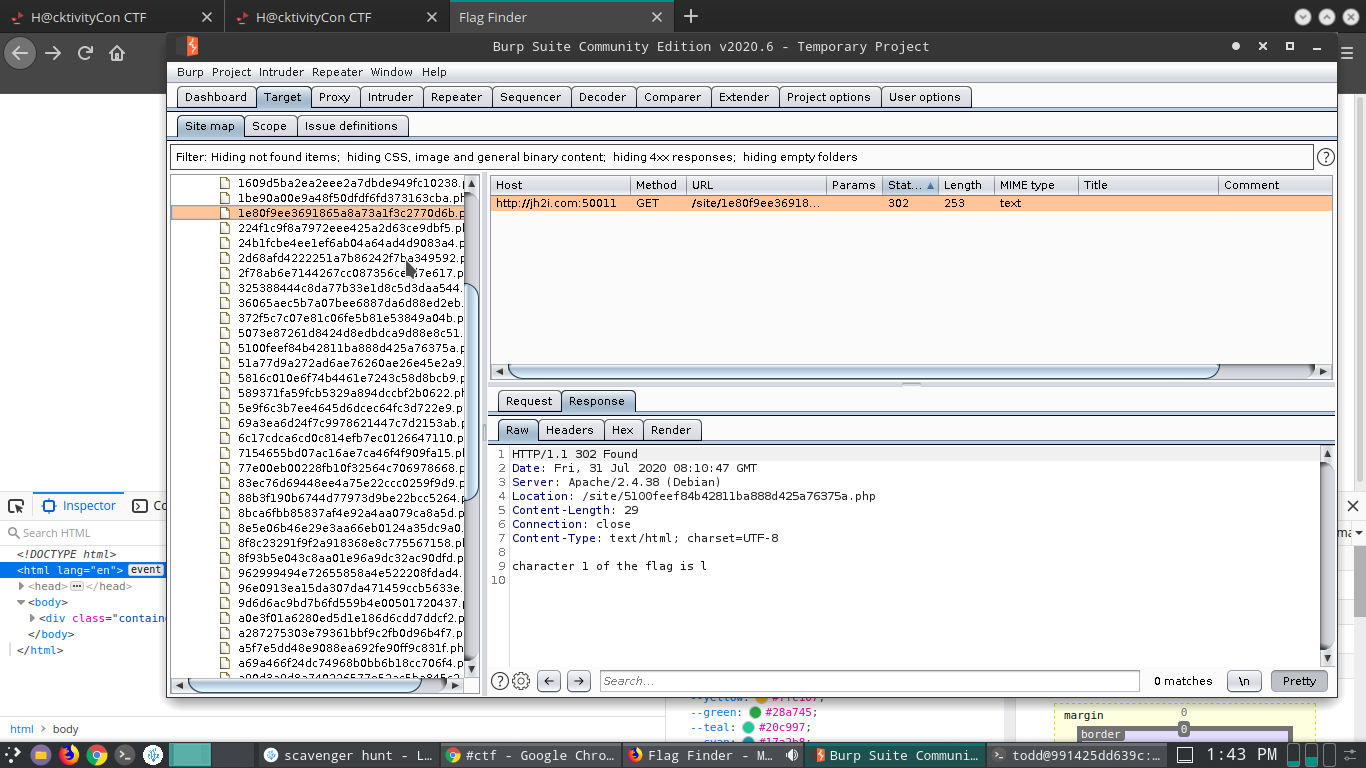 H@cktivityCon CTF
H@cktivityCon CTF
Flag Finder
Burp Suite Community Edition v2020.6 - Temporary Project
Burp Project Intruder Repeater Window Help
Dashboard Target Proxy Intruder Repeater Sequencer Decoder Comparer Extender Project options User options
Site map Scope Issue definitions
Filter: Hiding not found items; hiding CSS, image and general binary content; hiding 4xx responses; hiding empty folders
?
1609d5ba2ea2eee2a7dbde949fc10238.
1be90a00e9a48f50dfdf6fd373163cba.
1e80f9ee3691865a8a73a1f3c2770d6b.
224f1c9f8a7972eee425a2d63ce9dbf5.
24b1fcbe4ee1ef6ab04a64ad4d9083a4.
2d68afd4222251a7b86242f7ba349592.
325388444c8da77b33e1d8c5d3daa544.
36065aec5b7a07bee6887da6d88ed2eb.
372f5c7c07e81c06fe5b81e53849a04b.
5073e87261d8424d8edbdca9d88e8c51.
5100feef84b42811ba888d425a76375a.
51a77d9a272ad6ae76260ae26e45e2a9.
5816c010e6f74b4461e7243c58d8bcb9.
589371fa59fcb5329a894dccbf2b0622.
5e9f6c3b7ee4645d6dcec64fc3d722e9.
69a3ea6d24f7c9978621447c7d2153ab.
6c17cdca6cd0c814efb7ec0126647110.
7154655bd07ac16ae7ca46f4f909fa15.
77e00eb00228fb10f32564c706978668.
83ec76d69448ee4a75e22ccc0259f9d9.
88b3f190b6744d77973d9be22bcc5264.
8bca6fbb85837af4e92a4aa079ca8a5d.
8e5e06b46e29e3aa66eb0124a35dc9a0.
8f8c23291f9f2a918368e8c775567158.
8f93b5e043c8aa01e96a9dc32ac90dfd.
962999494e72655858a4e522208fdad4.
96e0913ea15da307da471459ccb5633e.
9d6d6ac9bd7b6fd559b4e00501720437.
a0e3f01a6280ed5d1e186d6cdd7ddcf2.
a287275303e79361bbf9c2fb0d96b4f7.
a5f7e5dd48e9088ea692fe90ff9c831f.
a69a466f24dc74968b0bb6b18cc706f4.
Host Method URL Params Stat... Length MIME type Title Comment
http://jh2i.com:50011 GET /site/1e80f9ee36918... 302 253 text
Request Response
Raw Headers Hex Render
1 HTTP/1.1 302 Found
2 Date: Fri, 31 Jul 2020 08:10:47 GMT
3 Server: Apache/2.4.38 (Debian)
4 Location: /site/5100feef84b42811ba888d425a76375a.php
5 Content-Length: 29
6 Connection: close
7 Content-Type: text/html; charset=UTF-8
8
9 character 1 of the flag is l
10
? Search... 0 matches \n Pretty
Inspector Co
Search HTML
<!DOCTYPE html>
<html lang="en"> event
<head> ••• </head>
<body>
<div class="contain
</body>
</html>
html body
--green: #28a745;
--teal: #20c997;
margin 0
border 0
scavenger hunt - L... #ctf - Google Chro... Flag Finder - M... Burp Suite Communi... todd@991425dd639c:... 1:43 PM